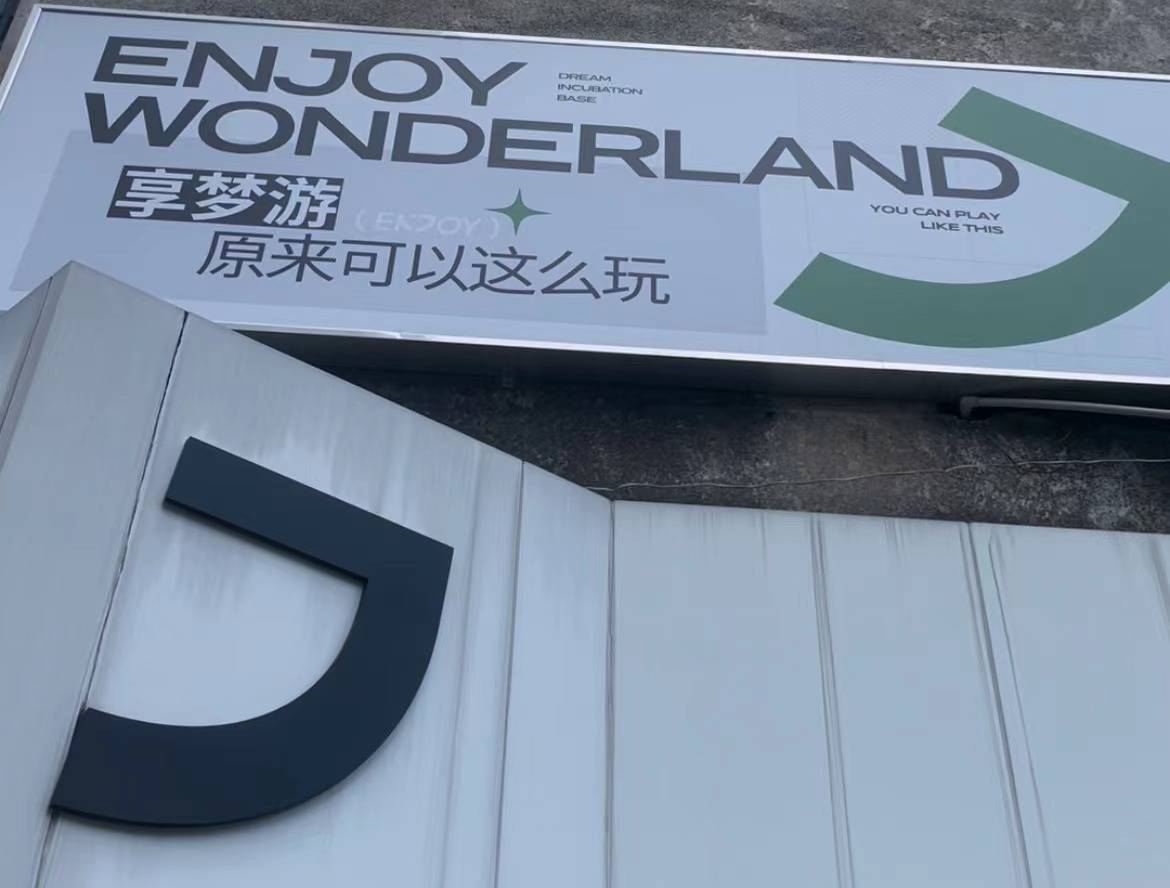 ENJOY
WONDERLAND
DREAM
INCUBATION
BASE
享梦游 (ENJOY)
原来可以这么玩
YOU CAN PLAY
LIKE THIS